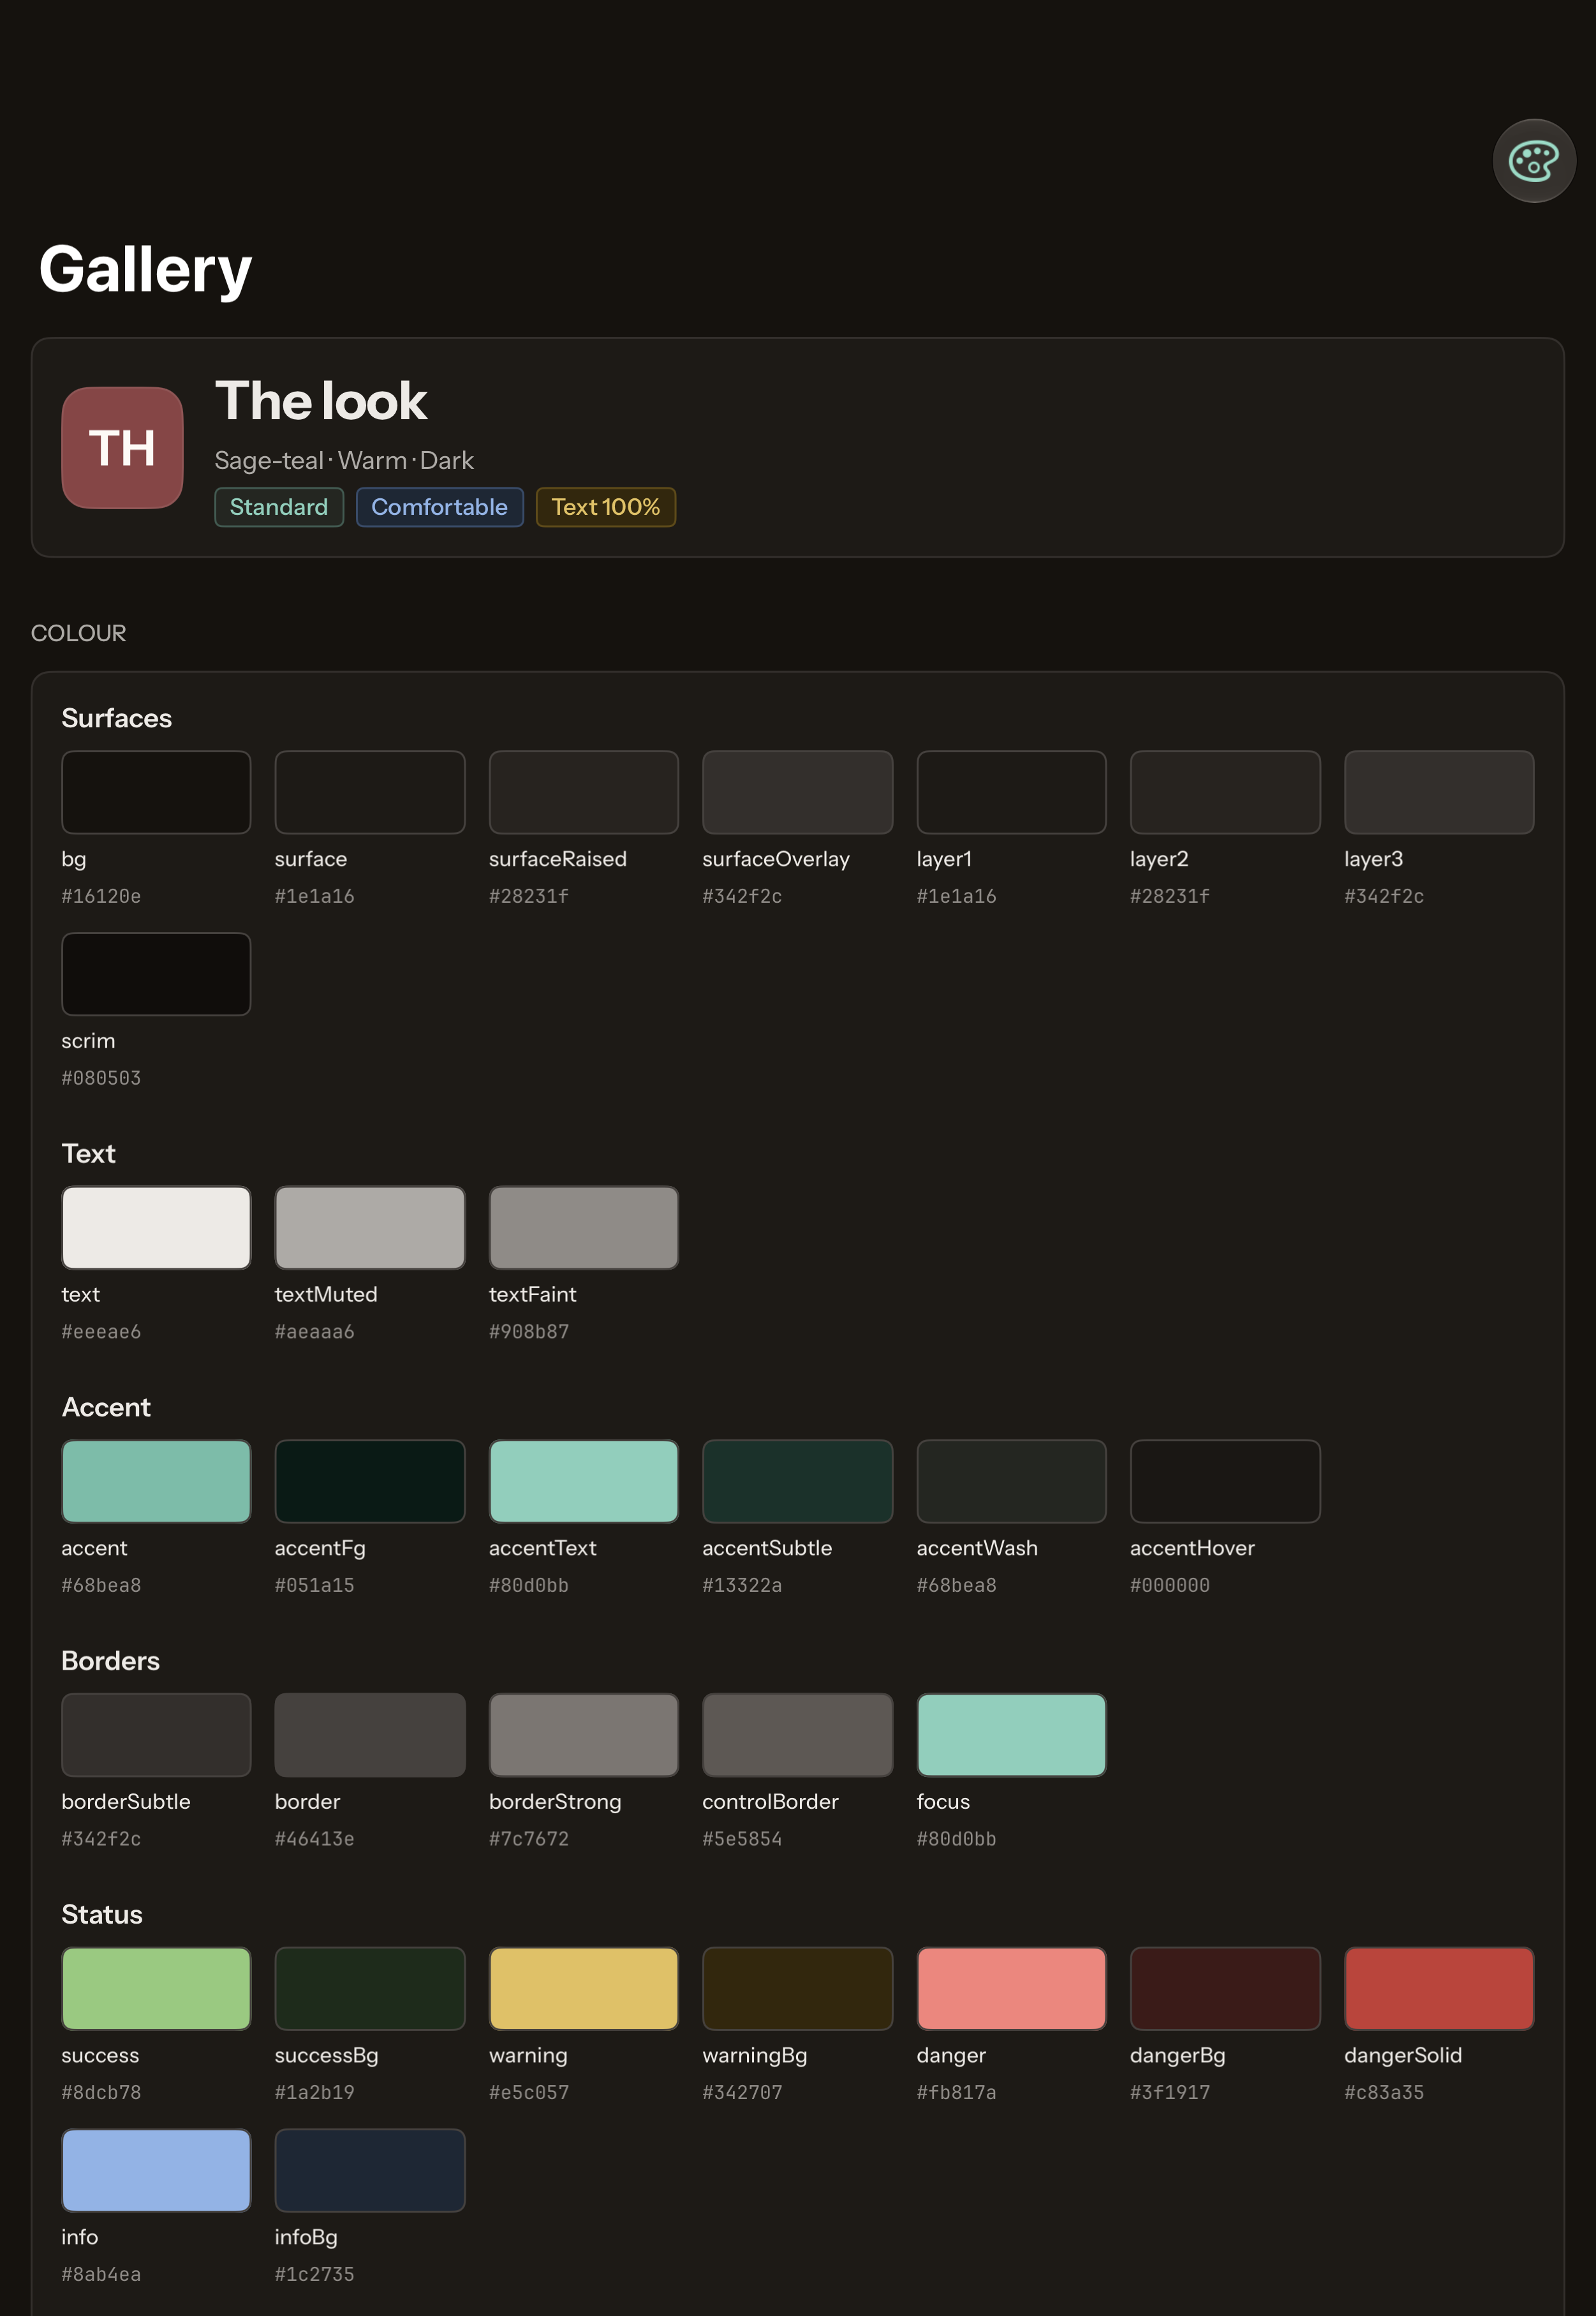 Gallery
TH
The look
Sage-teal · Warm · Dark
Standard Comfortable Text 100%
COLOUR
Surfaces
bg surface surfaceRaised surfaceOverlay layer1 layer2 layer3
#16120e #1e1a16 #28231f #342f2c #1e1a16 #28231f #342f2c
scrim
#080503
Text
text textMuted textFaint
#eeeae6 #aeaaa6 #908b87
Accent
accent accentFg accentText accentSubtle accentWash accentHover
#68bea8 #051a15 #80d0bb #13322a #68bea8 #000000
Borders
borderSubtle border borderStrong controlBorder focus
#342f2c #46413e #7c7672 #5e5854 #80d0bb
Status
success successBg warning warningBg danger dangerBg dangerSolid
#8dcb78 #1a2b19 #e5c057 #342707 #fb817a #3f1917 #c83a35
info infoBg
#8ab4ea #1c2735